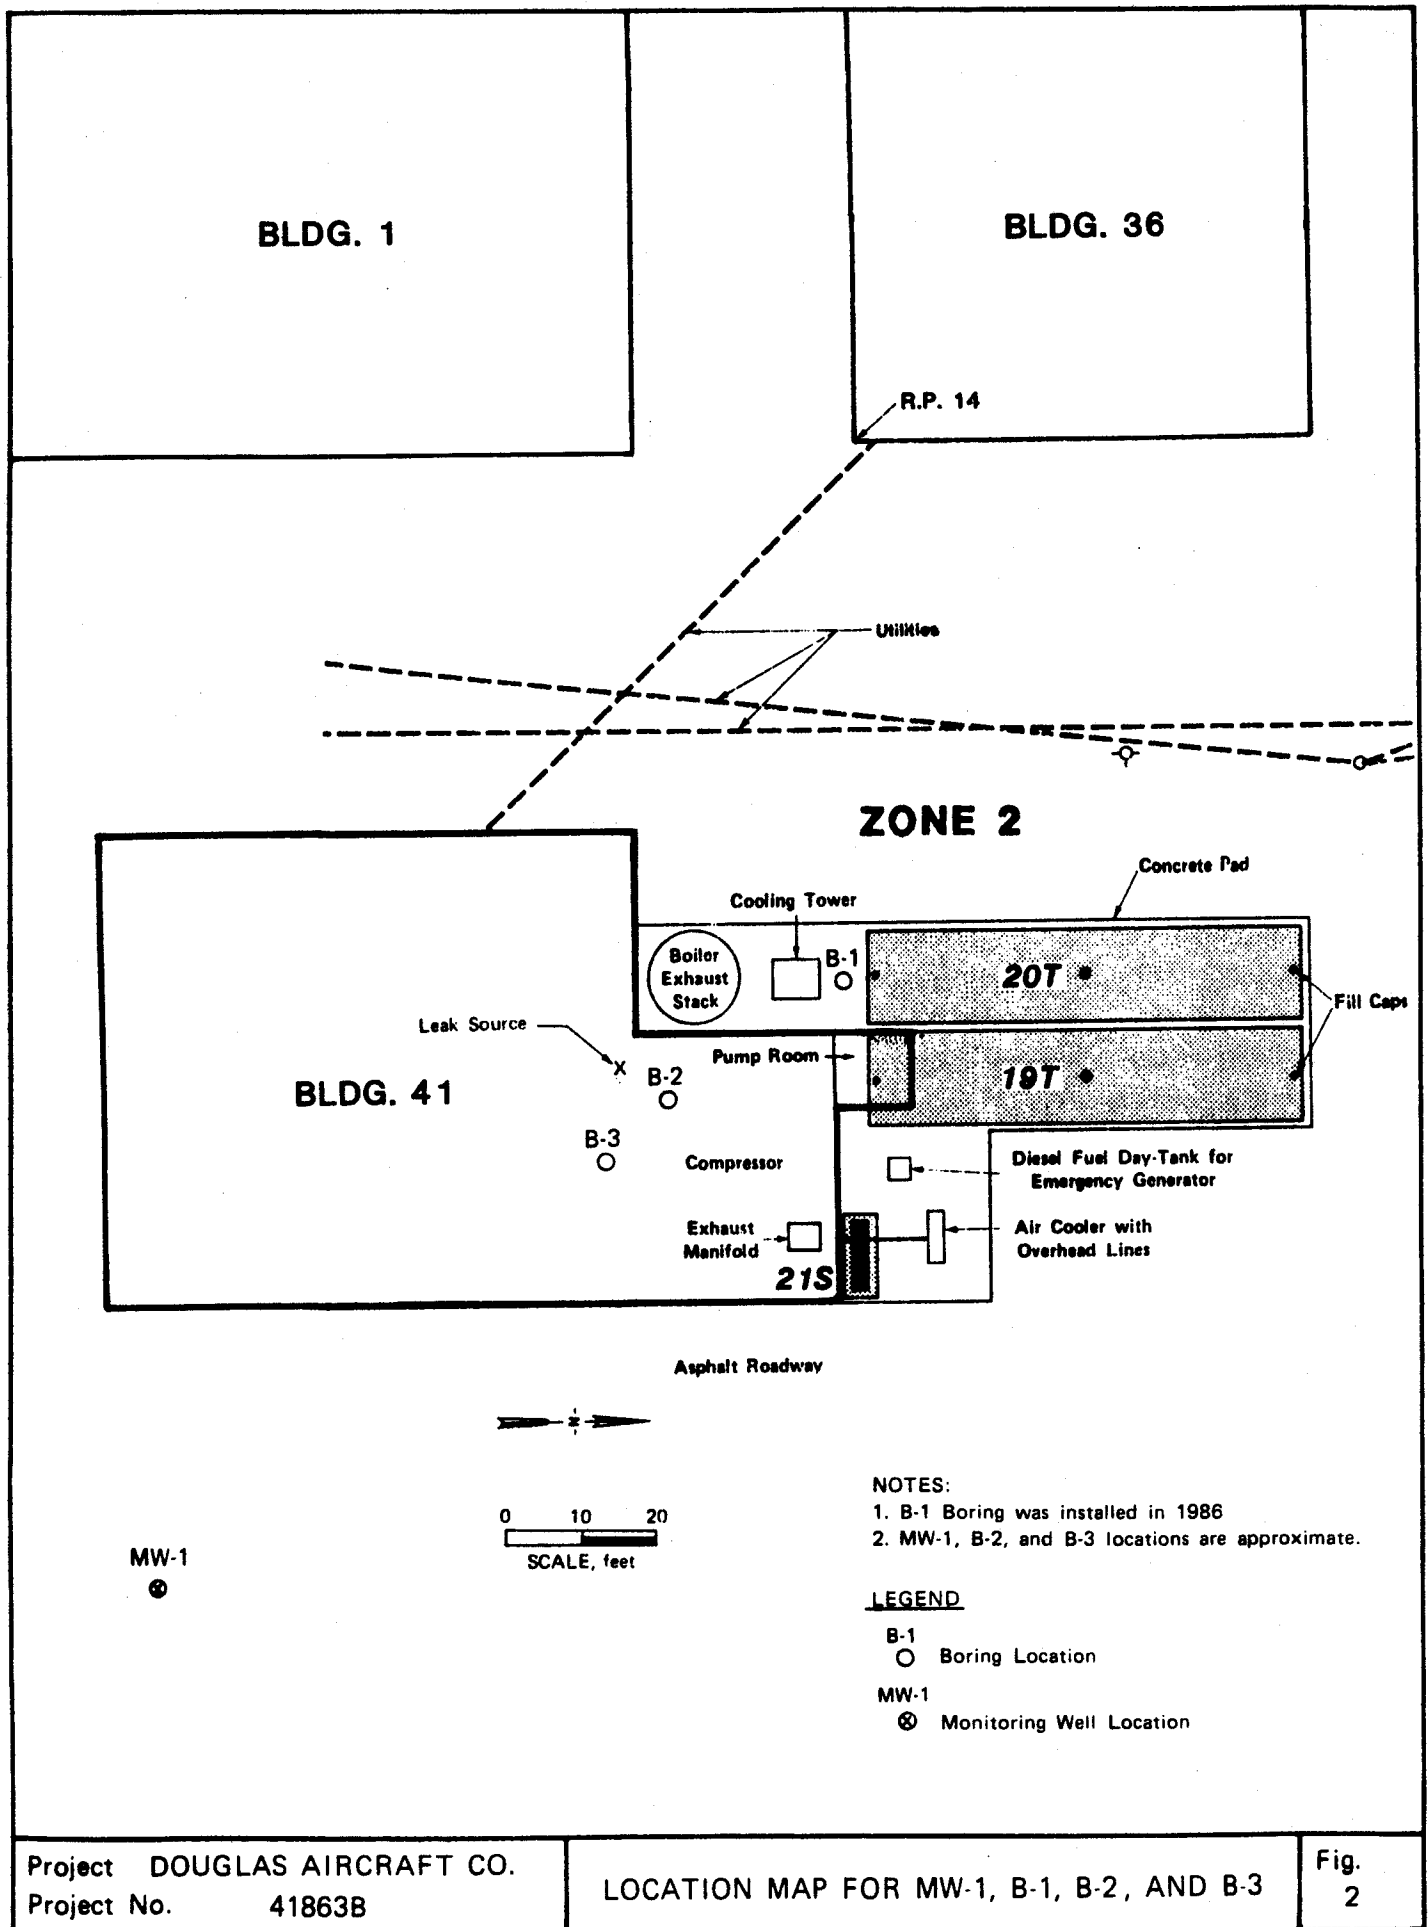 BLDG. 1
BLDG. 36
R.P. 14
Utilities
ZONE 2
Concrete Pad
Cooling Tower
Boiler
Exhaust
Stack
B-1
20T
Fill Caps
Leak Source
X
Pump Room
19T
BLDG. 41
B-2
B-3
Compressor
Diesel Fuel Day-Tank for
Emergency Generator
Exhaust
Manifold
Air Cooler with
Overhead Lines
21S
Asphalt Roadway
z
0 10 20
SCALE, feet
NOTES:
1. B-1 Boring was installed in 1986
2. MW-1, B-2, and B-3 locations are approximate.
MW-1
LEGEND
B-1
Boring Location
MW-1
Monitoring Well Location
Project DOUGLAS AIRCRAFT CO.
Project No. 41863B
LOCATION MAP FOR MW-1, B-1, B-2, AND B-3
Fig.
2